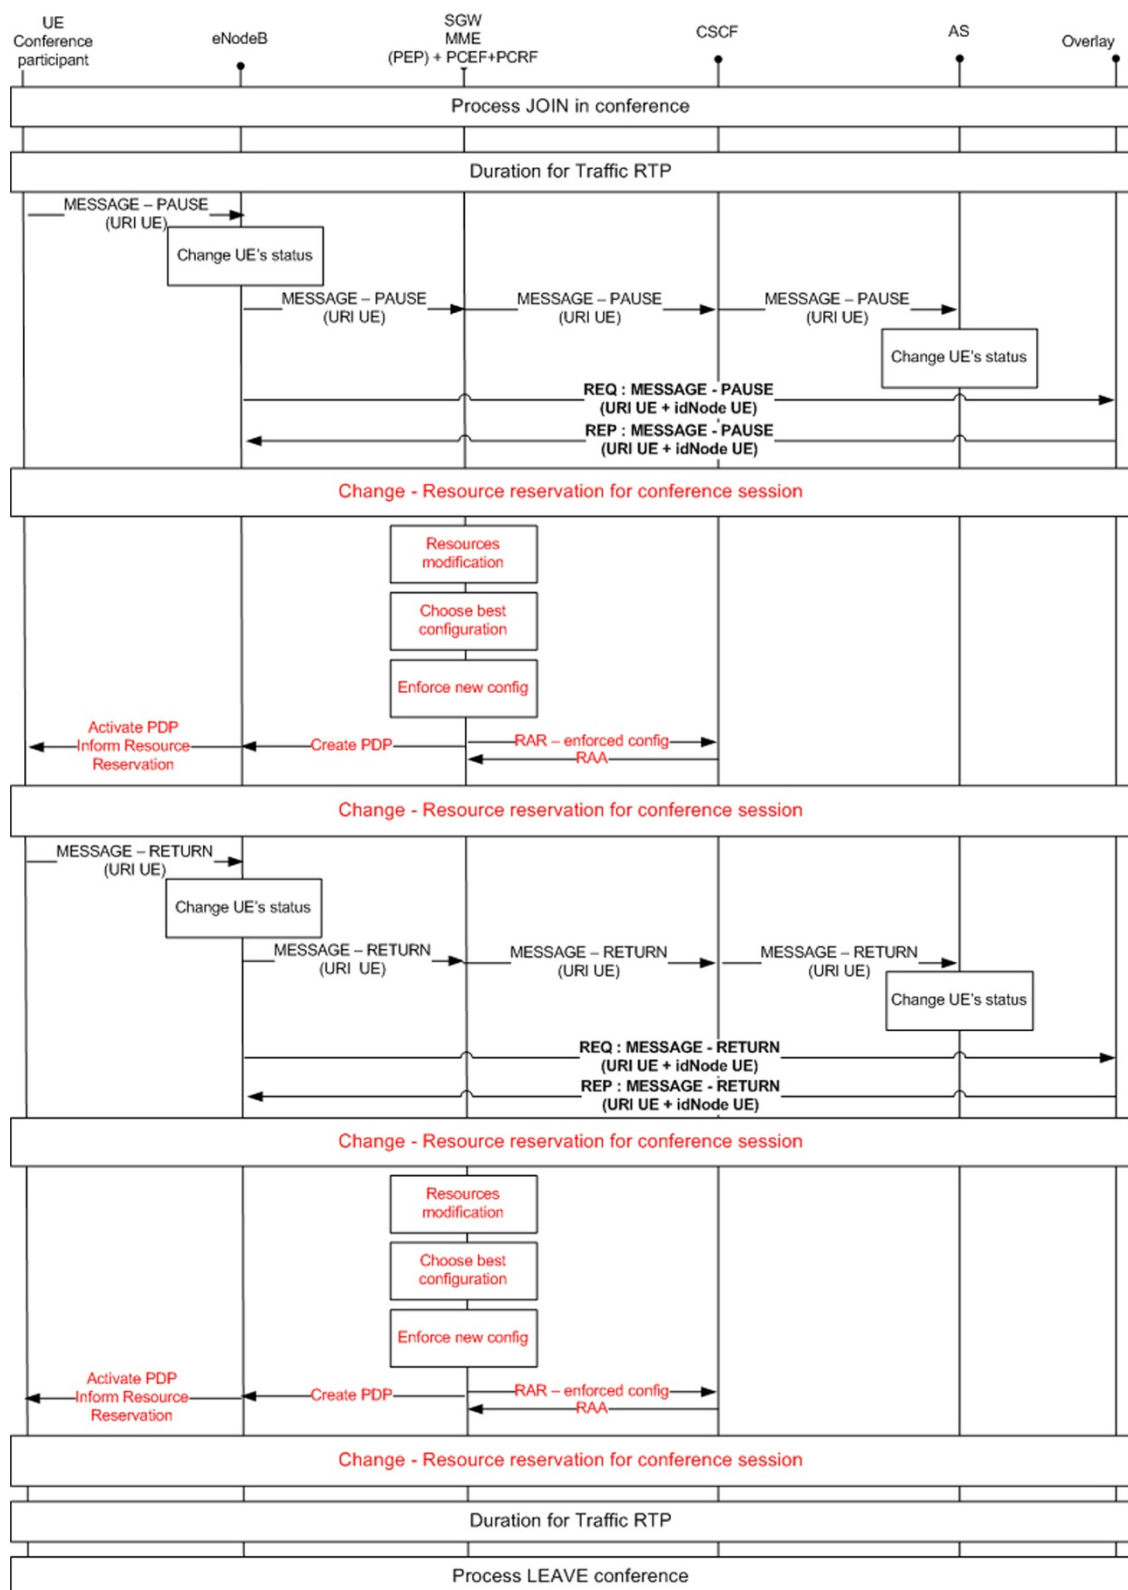 UE
Conference
participant
eNodeB
SGW
MME
(PEP) + PCEF+PCRF
CSCF
AS
Overlay
Process JOIN in conference
Duration for Traffic RTP
MESSAGE – PAUSE
(URI UE)
Change UE's status
MESSAGE – PAUSE
(URI UE)
MESSAGE – PAUSE
(URI UE)
MESSAGE – PAUSE
(URI UE)
Change UE's status
REQ : MESSAGE - PAUSE
(URI UE + idNode UE)
REP : MESSAGE - PAUSE
(URI UE + idNode UE)
Change - Resource reservation for conference session
Resources
modification
Choose best
configuration
Enforce new config
Activate PDP
Inform Resource
Reservation
Create PDP
RAR – enforced config
RAA
Change - Resource reservation for conference session
MESSAGE – RETURN
(URI UE)
Change UE's status
MESSAGE – RETURN
(URI UE)
MESSAGE – RETURN
(URI UE)
MESSAGE – RETURN
(URI UE)
Change UE's status
REQ : MESSAGE - RETURN
(URI UE + idNode UE)
REP : MESSAGE - RETURN
(URI UE + idNode UE)
Change - Resource reservation for conference session
Resources
modification
Choose best
configuration
Enforce new config
Activate PDP
Inform Resource
Reservation
Create PDP
RAR – enforced config
RAA
Change - Resource reservation for conference session
Duration for Traffic RTP
Process LEAVE conference